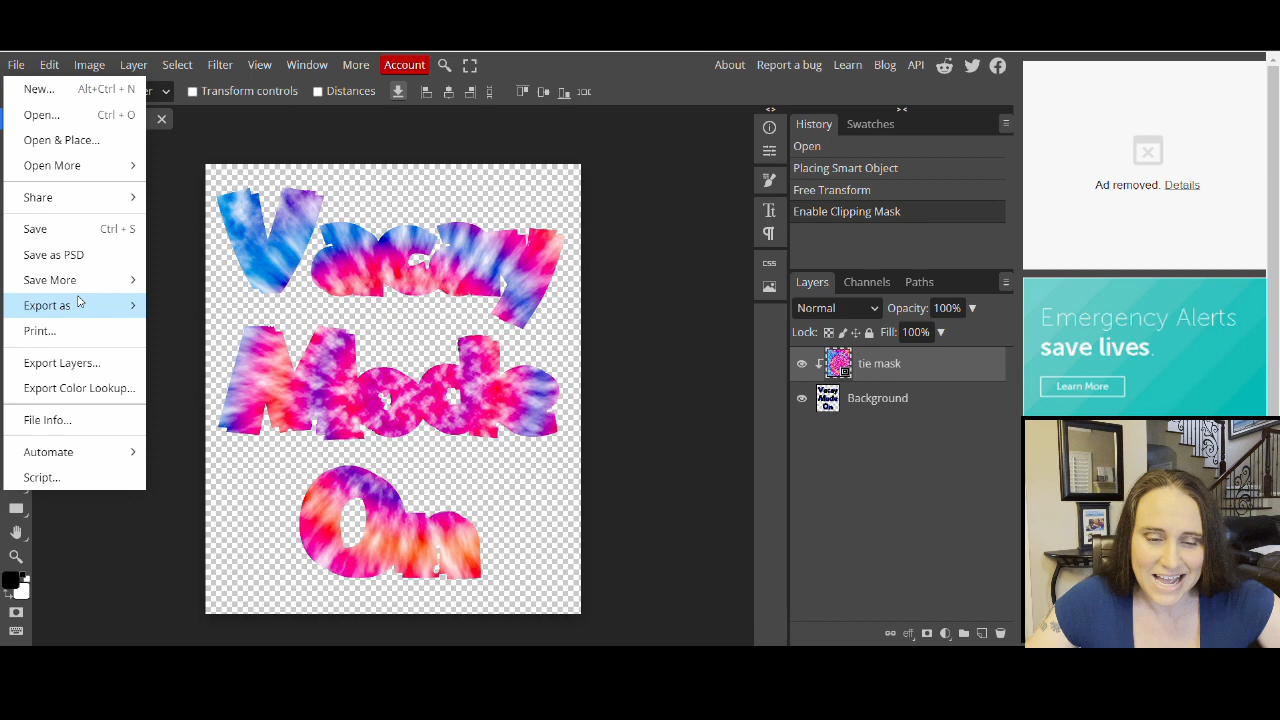 File Edit Image Layer Select Filter View Window More Account About Report a bug Learn Blog API
Transform controls Distances
New... Alt+Ctrl + N
Open... Ctrl + O
Open & Place...
Open More
Share
Save Ctrl + S
Save as PSD
Save More
Export as
Print...
Export Layers...
Export Color Lookup...
File Info...
Automate
Script...
Vacay
Mode
On
History Swatches
Open
Placing Smart Object
Free Transform
Enable Clipping Mask
CSS
Layers Channels Paths
Normal Opacity: 100%
Lock: Fill: 100%
tie mask
Vacay
Mode
On
Background
eff
Ad removed. Details
Emergency Alerts
save lives.
Learn More